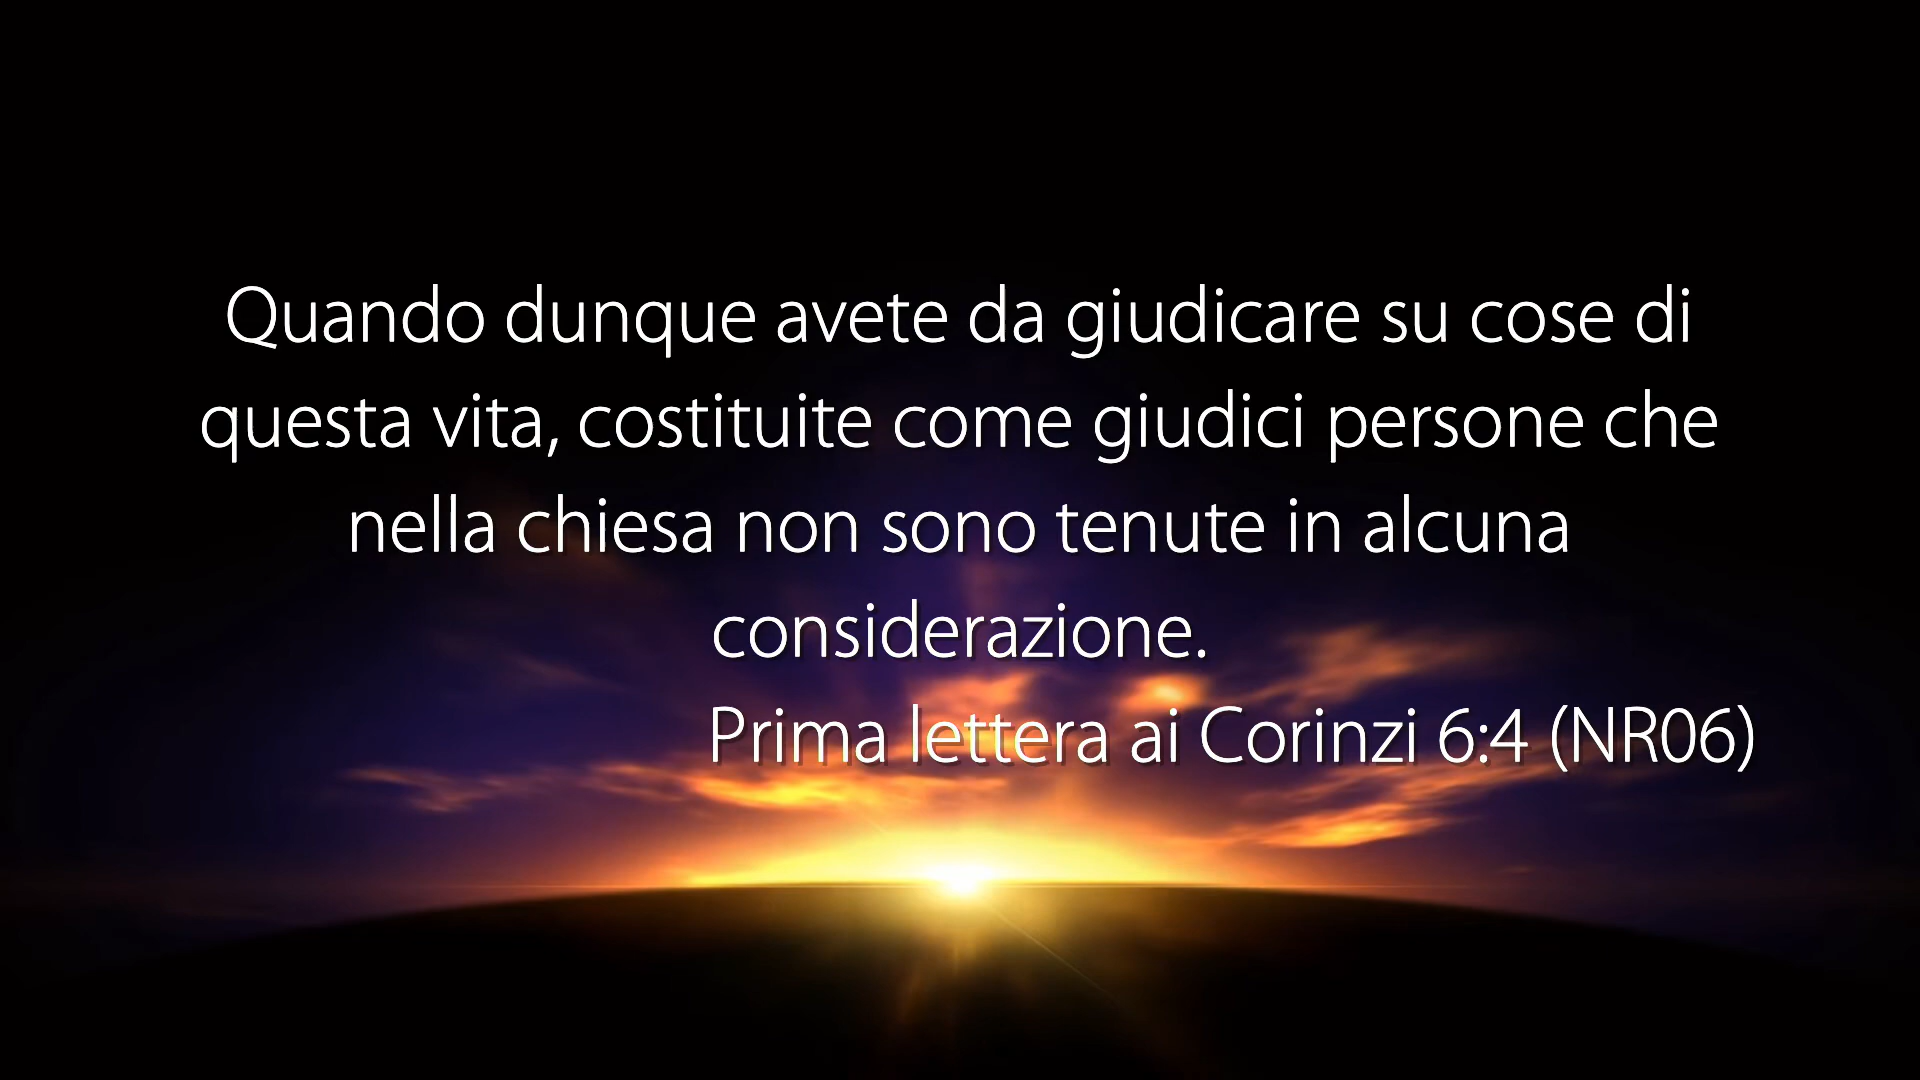 Quando dunque avete da giudicare su cose di
questa vita, costituite come giudici persone che
nella chiesa non sono tenute in alcuna
considerazione.
Prima lettera ai Corinzi 6:4 (NR06)